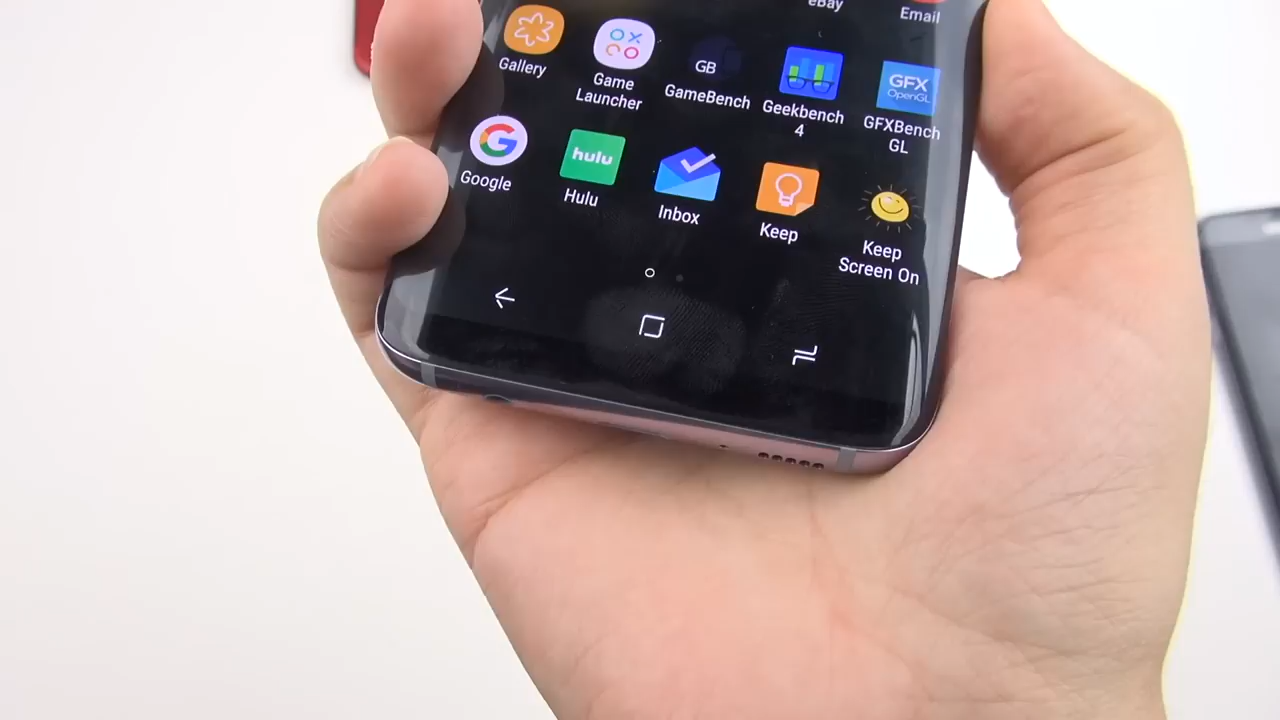 eBay
Email
Gallery
Game
Launcher
GB
GameBench
Geekbench
4
GFX
OpenGL
GFXBench
GL
G
Google
hulu
Hulu
Inbox
Keep
Keep
Screen On